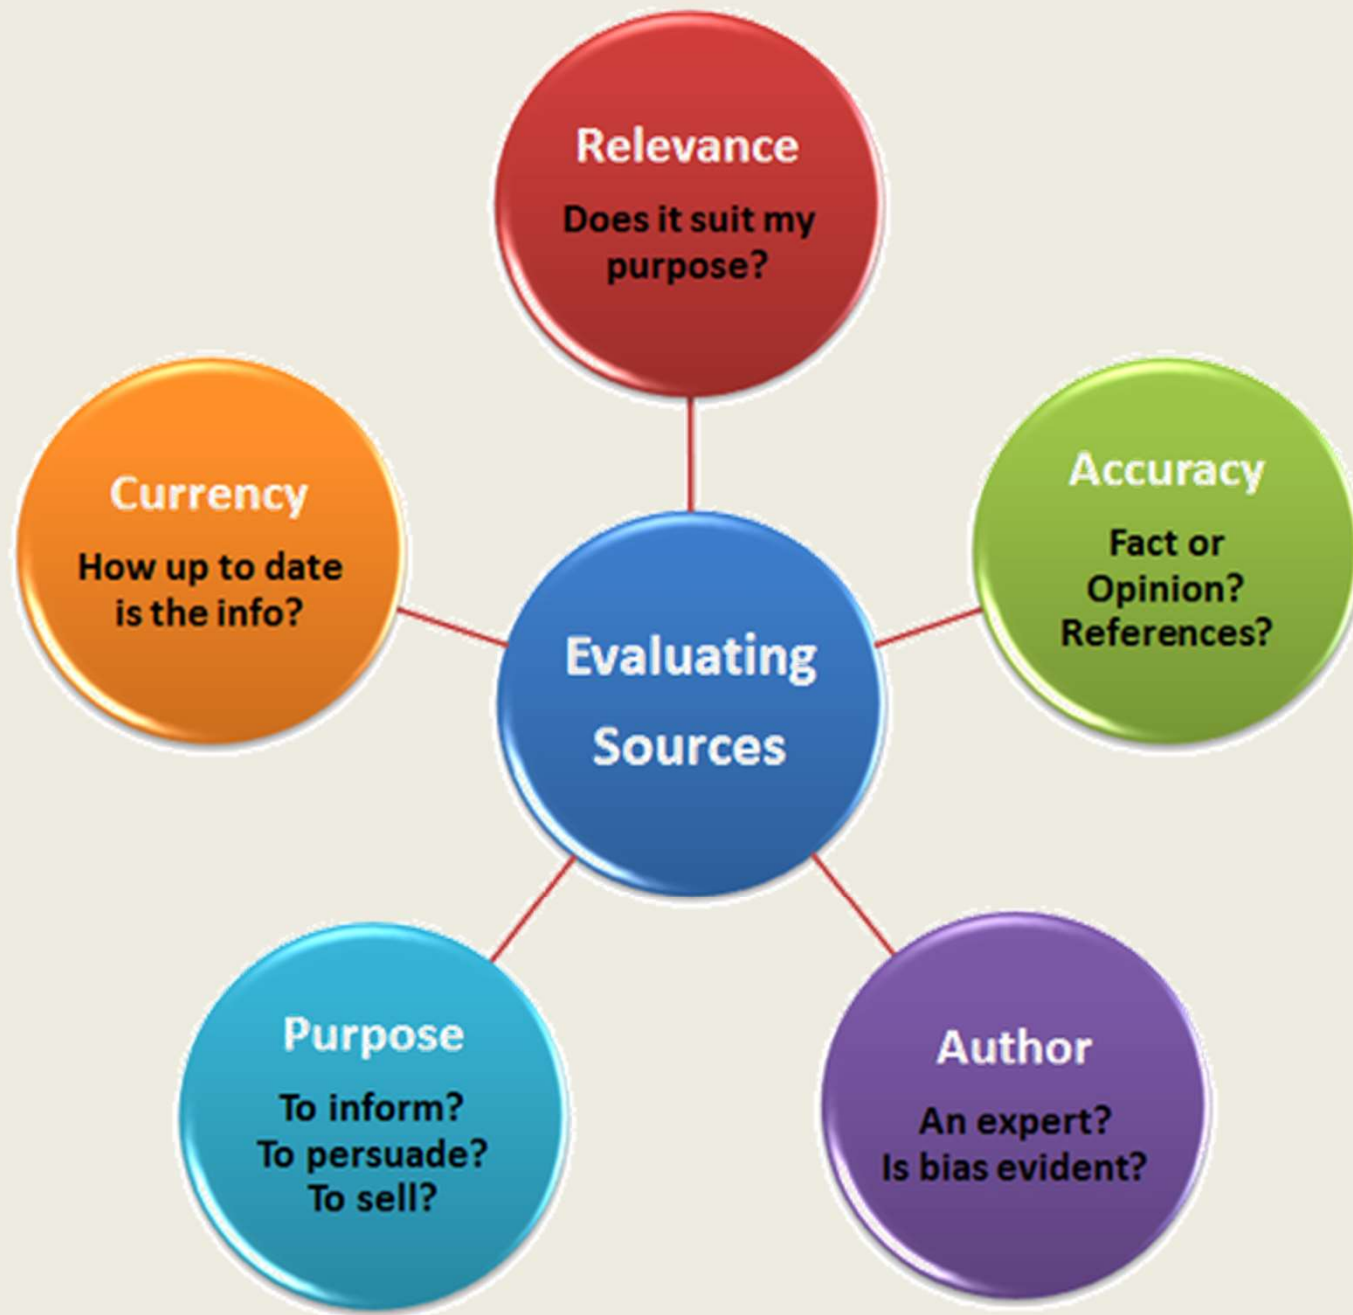 Relevance
Does it suit my
purpose?
Accuracy
Fact or
Opinion?
References?
Author
An expert?
Is bias evident?
Purpose
To inform?
To persuade?
To sell?
Currency
How up to date
is the info?
Evaluating
Sources